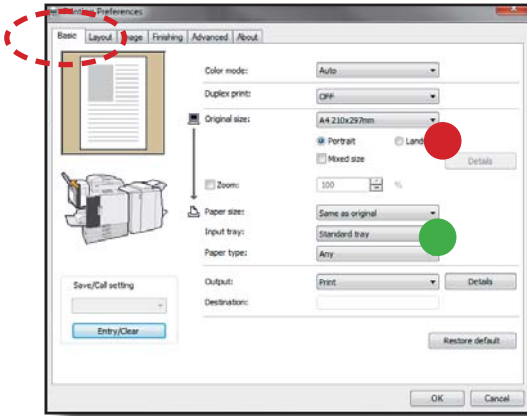 Printing Preferences
Basic Layout Image Finishing Advanced About
Color mode: Auto
Duplex print: OFF
Original size: A4 210x297mm
Portrait Land
Mixed size Details
Zoom: 100 %
Paper size: Same as original
Input tray: Standard tray
Paper type: Any
Save/Call setting
Output: Print Details
Destination:
Entry/Clear
Restore default
OK Cancel